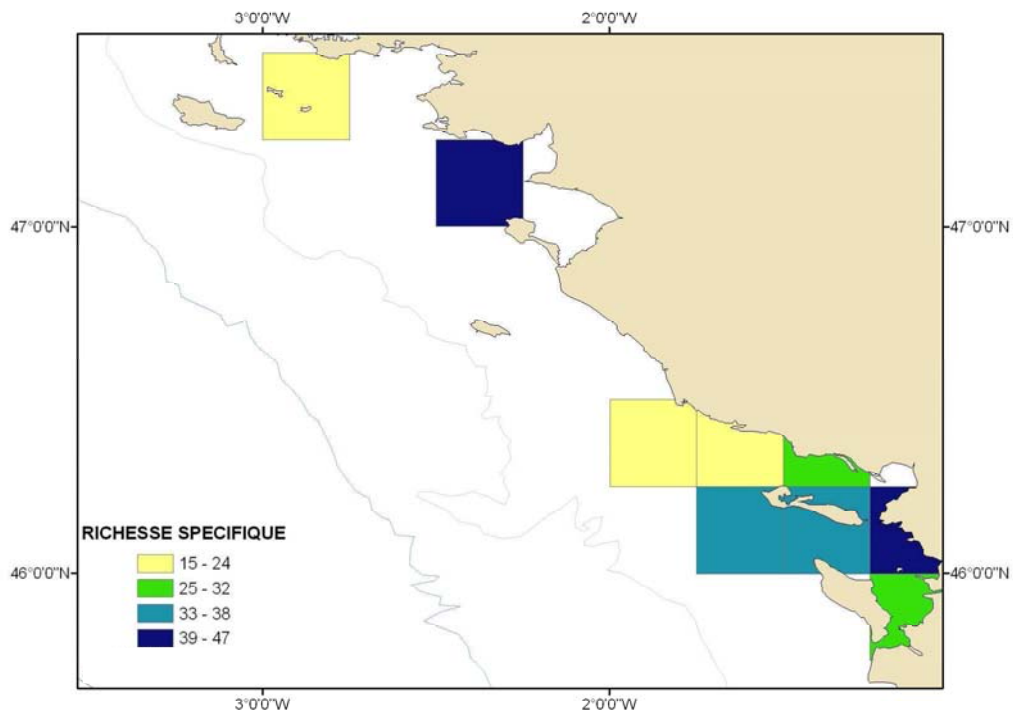 3°0'0"W 2°0'0"W
47°0'0"N 47°0'0"N
RICHESSE SPECIFIQUE
15 - 24
25 - 32
33 - 38
39 - 47
46°0'0"N 46°0'0"N
3°0'0"W 2°0'0"W